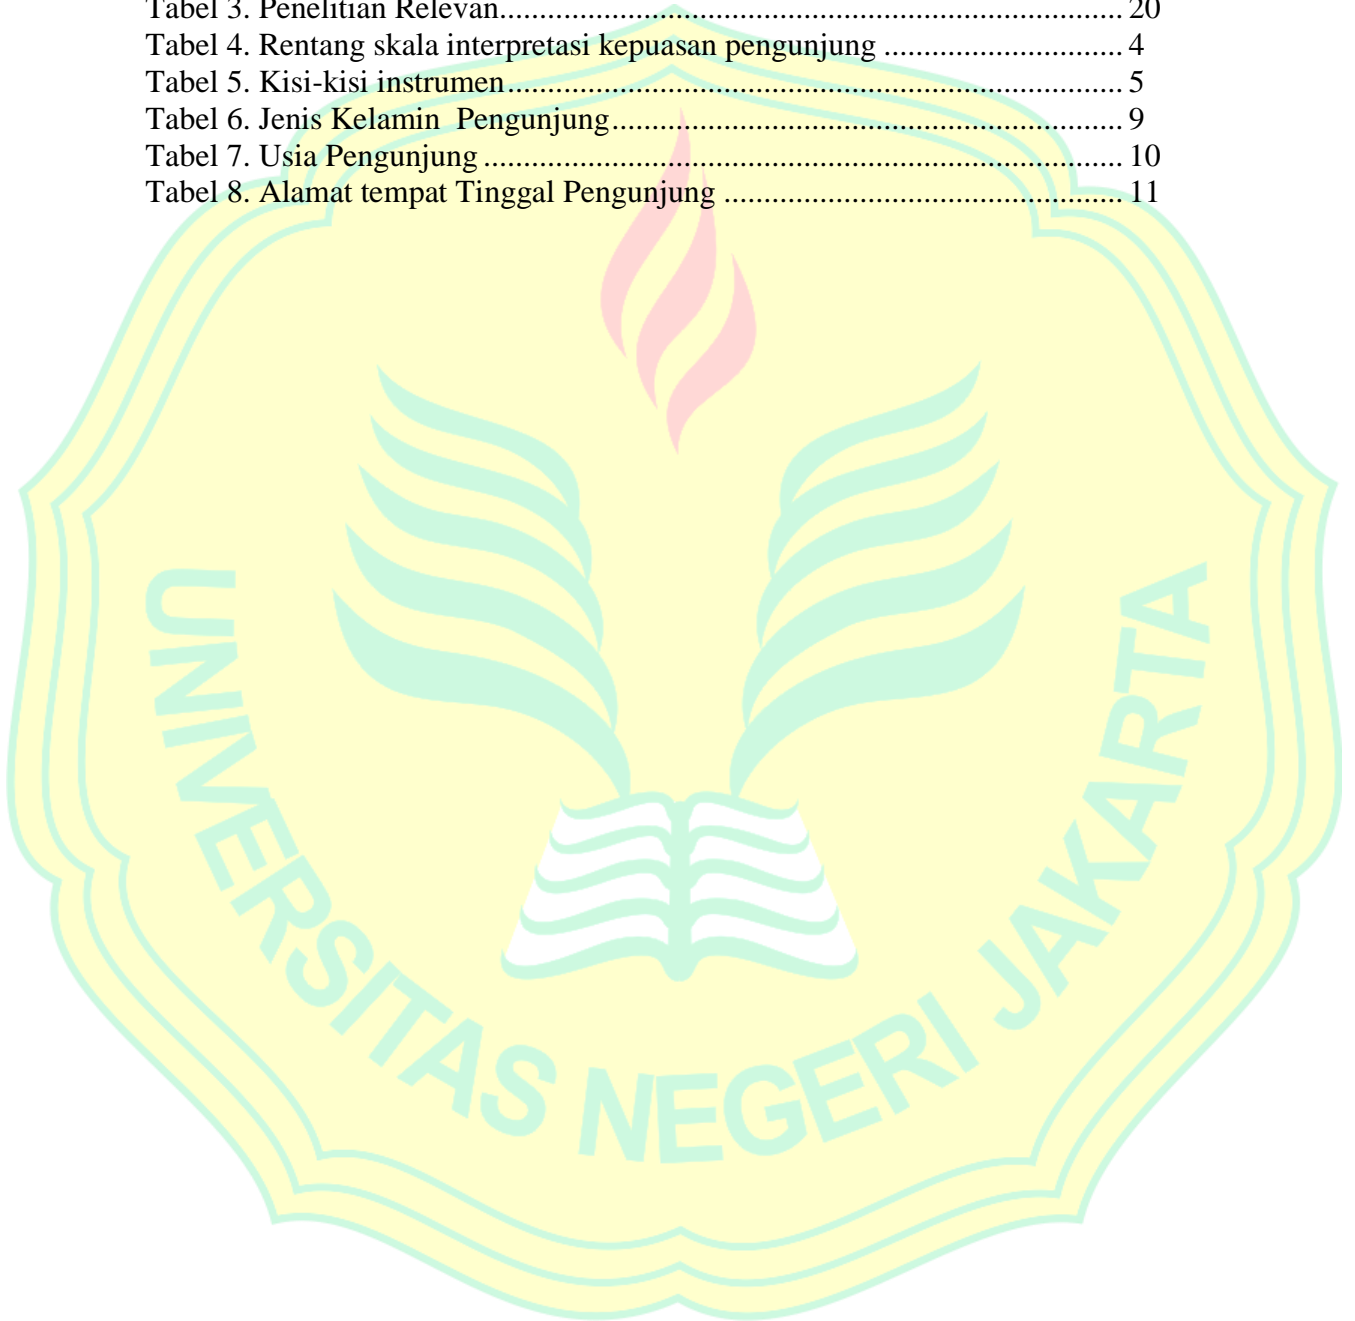 Tabel 3. Penelitian Relevan.............................................................................. 20
Tabel 4. Rentang skala interpretasi kepuasan pengunjung .............................. 4
Tabel 5. Kisi-kisi instrumen............................................................................. 5
Tabel 6. Jenis Kelamin  Pengunjung................................................................ 9
Tabel 7. Usia Pengunjung ................................................................................ 10
Tabel 8. Alamat tempat Tinggal Pengunjung .................................................. 11
UNIVERSITAS NEGERI JAKARTA